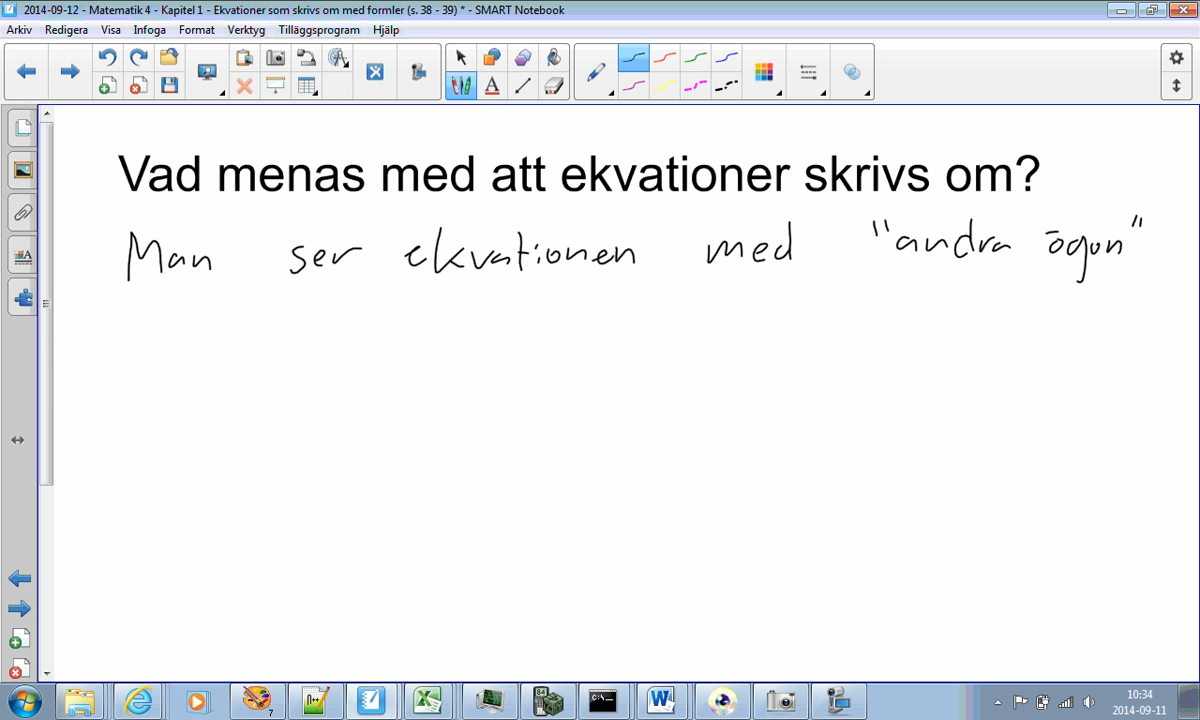 2014-09-12 - Matematik 4 - Kapitel 1 - Ekvationer som skrivs om med formler (s. 38 - 39) * - SMART Notebook
Arkiv Redigera Visa Infoga Format Verktyg Tilläggsprogram Hjälp
Vad menas med att ekvationer skrivs om?
Man ser ekvationen med "andra ögon"
10:34
2014-09-11